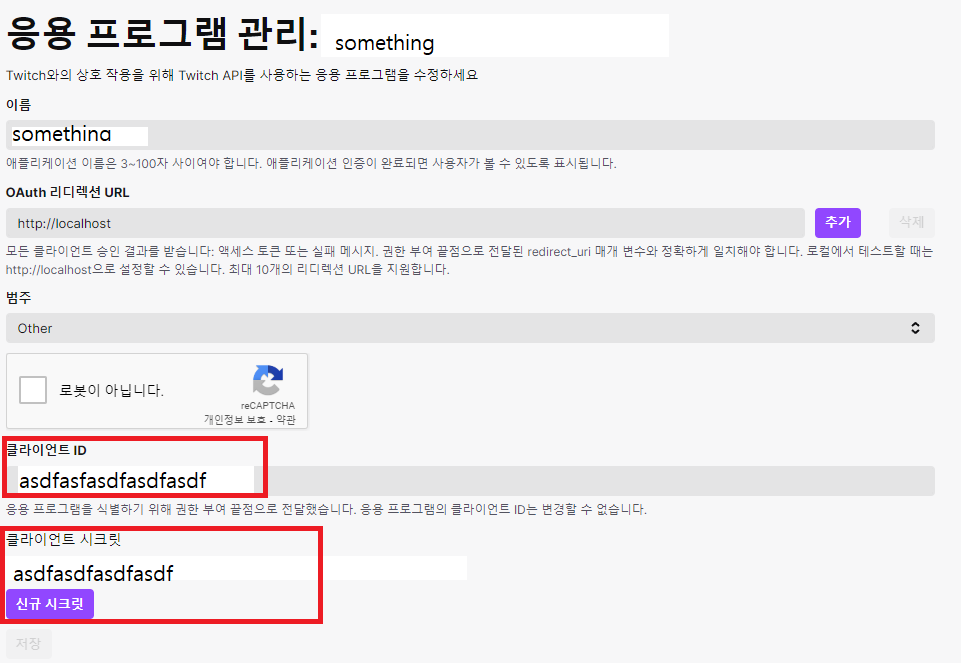 응용 프로그램 관리: something
Twitch와의 상호 작용을 위해 Twitch API를 사용하는 응용 프로그램을 수정하세요
이름
something
애플리케이션 이름은 3~100자 사이여야 합니다. 애플리케이션 인증이 완료되면 사용자가 볼 수 있도록 표시됩니다.
OAuth 리디렉션 URL
http://localhost 추가 삭제
모든 클라이언트 승인 결과를 받습니다: 액세스 토큰 또는 실패 메시지. 권한 부여 끝점으로 전달된 redirect_uri 매개 변수와 정확하게 일치해야 합니다. 로컬에서 테스트할 때는
http://localhost으로 설정할 수 있습니다. 최대 10개의 리디렉션 URL을 지원합니다.
범주
Other
로봇이 아닙니다.
reCAPTCHA
개인정보 보호 - 약관
클라이언트 ID
asdfasfasdfasdfasdf
응용 프로그램을 식별하기 위해 권한 부여 끝점으로 전달했습니다. 응용 프로그램의 클라이언트 ID는 변경할 수 없습니다.
클라이언트 시크릿
asdfasdfasdfasdf
신규 시크릿
저장